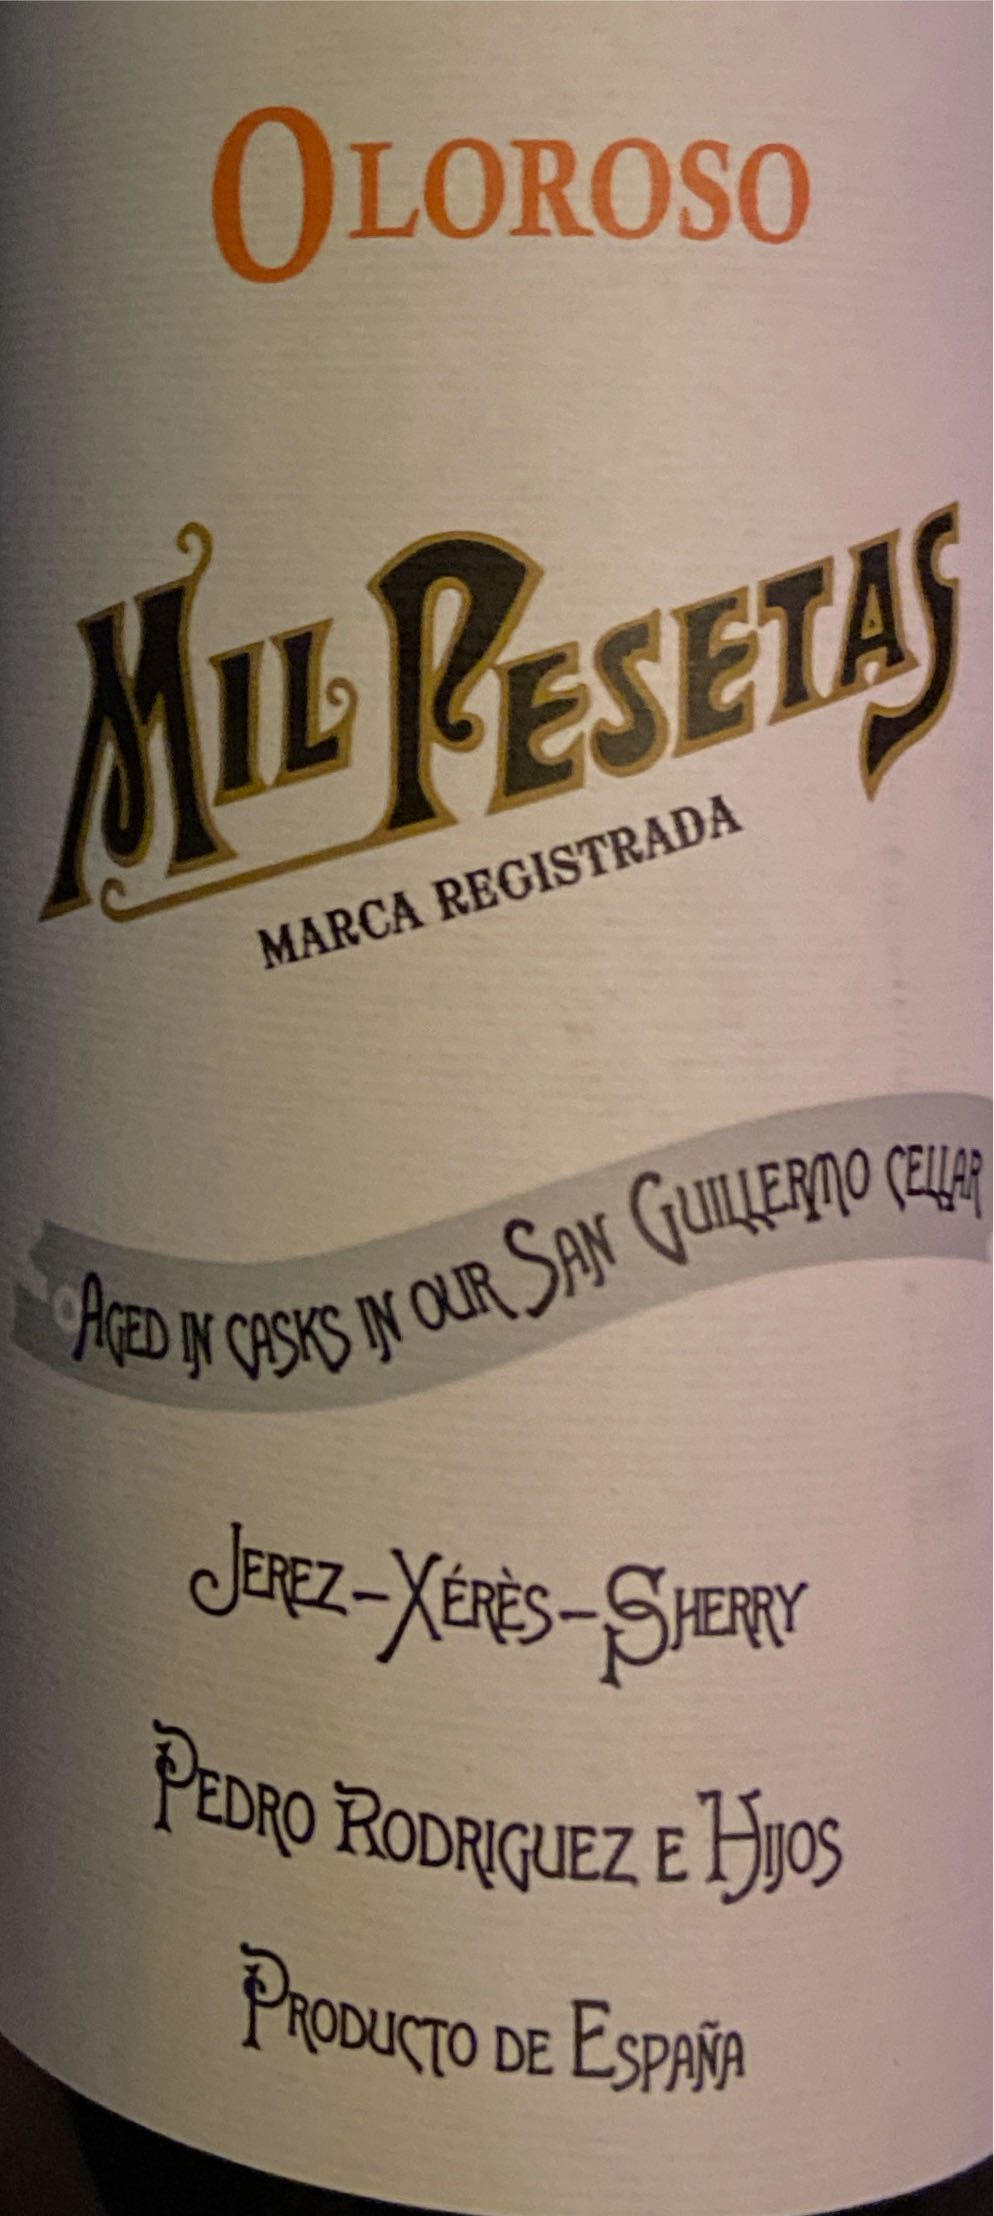 OLOROSO
MIL PESETAS
MARCA REGISTRADA
AGED IN CASKS IN OUR SAN GUILLERMO CELLAR
JEREZ-XÉRÈS-SHERRY
PEDRO RODRIGUEZ E HIJOS
PRODUCTO DE ESPAÑA